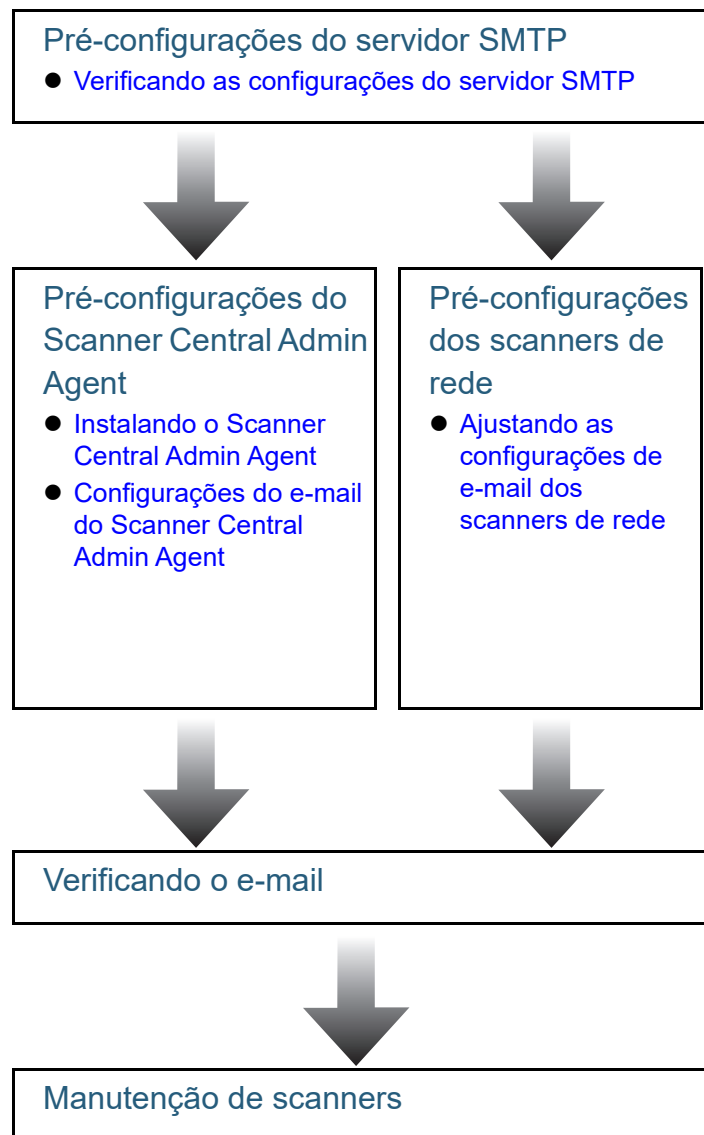 Pré-configurações do servidor SMTP
● Verificando as configurações do servidor SMTP
Pré-configurações do
Scanner Central Admin
Agent
● Instalando o Scanner
Central Admin Agent
● Configurações do e-mail
do Scanner Central
Admin Agent
Pré-configurações
dos scanners de
rede
● Ajustando as
configurações de
e-mail dos
scanners de rede
Verificando o e-mail
Manutenção de scanners